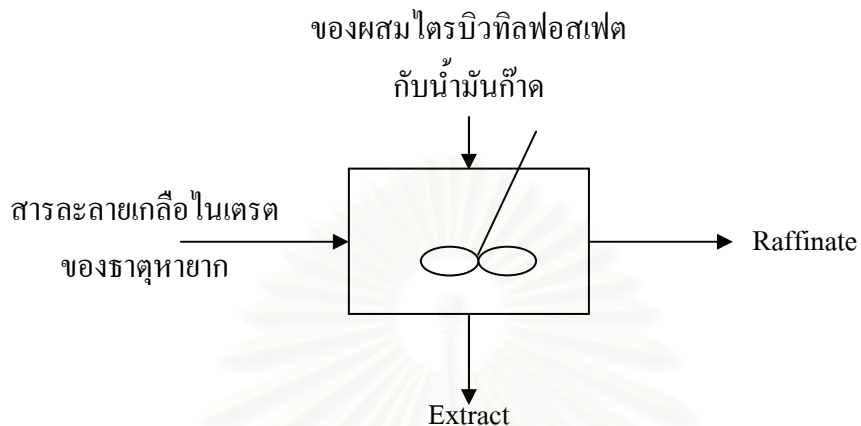 ของผสมไตรบิวทิลฟอสเฟต
กับน้ำมันก๊าด
สารละลายเกลือไนเตรต
ของธาตุหายาก
Raffinate
Extract